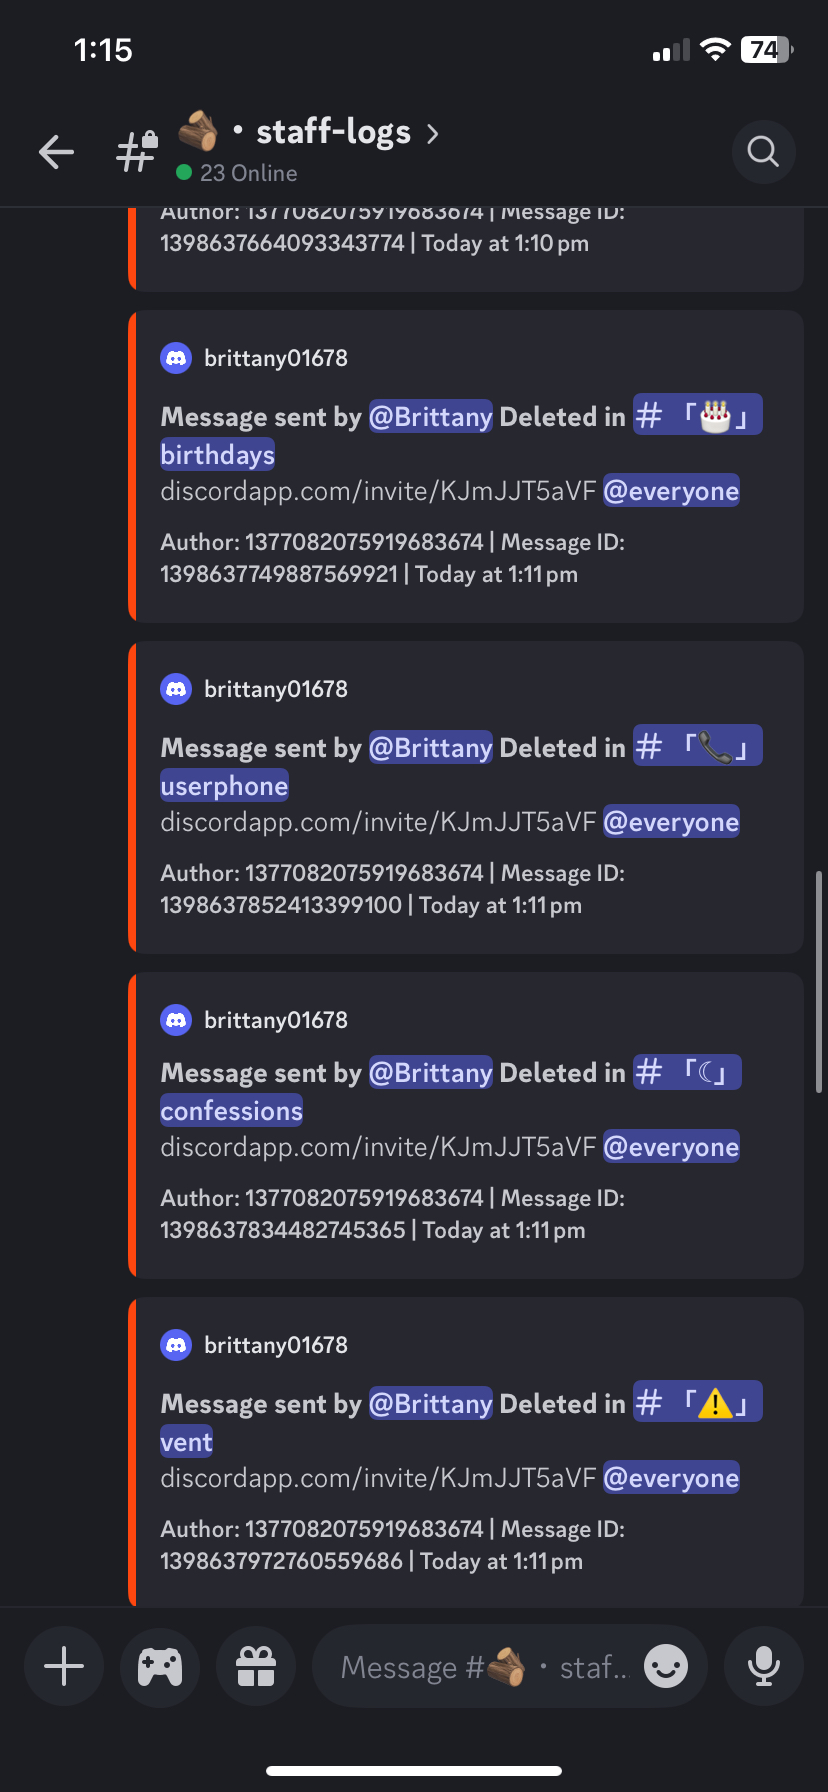 1:15
74
• staff-logs
23 Online
Author: 1377082075919683674 | Message ID:
1398637664093343774 | Today at 1:10 pm
brittany01678
Message sent by @Brittany Deleted in # 「🎂」
birthdays
discordapp.com/invite/KJmJJT5aVF @everyone
Author: 1377082075919683674 | Message ID:
1398637749887569921 | Today at 1:11 pm
brittany01678
Message sent by @Brittany Deleted in # 「📞」
userphone
discordapp.com/invite/KJmJJT5aVF @everyone
Author: 1377082075919683674 | Message ID:
1398637852413399100 | Today at 1:11 pm
brittany01678
Message sent by @Brittany Deleted in # 「☾」
confessions
discordapp.com/invite/KJmJJT5aVF @everyone
Author: 1377082075919683674 | Message ID:
1398637834482745365 | Today at 1:11 pm
brittany01678
Message sent by @Brittany Deleted in # 「⚠️」
vent
discordapp.com/invite/KJmJJT5aVF @everyone
Author: 1377082075919683674 | Message ID:
1398637972760559686 | Today at 1:11 pm
Message #🪵 • staf...